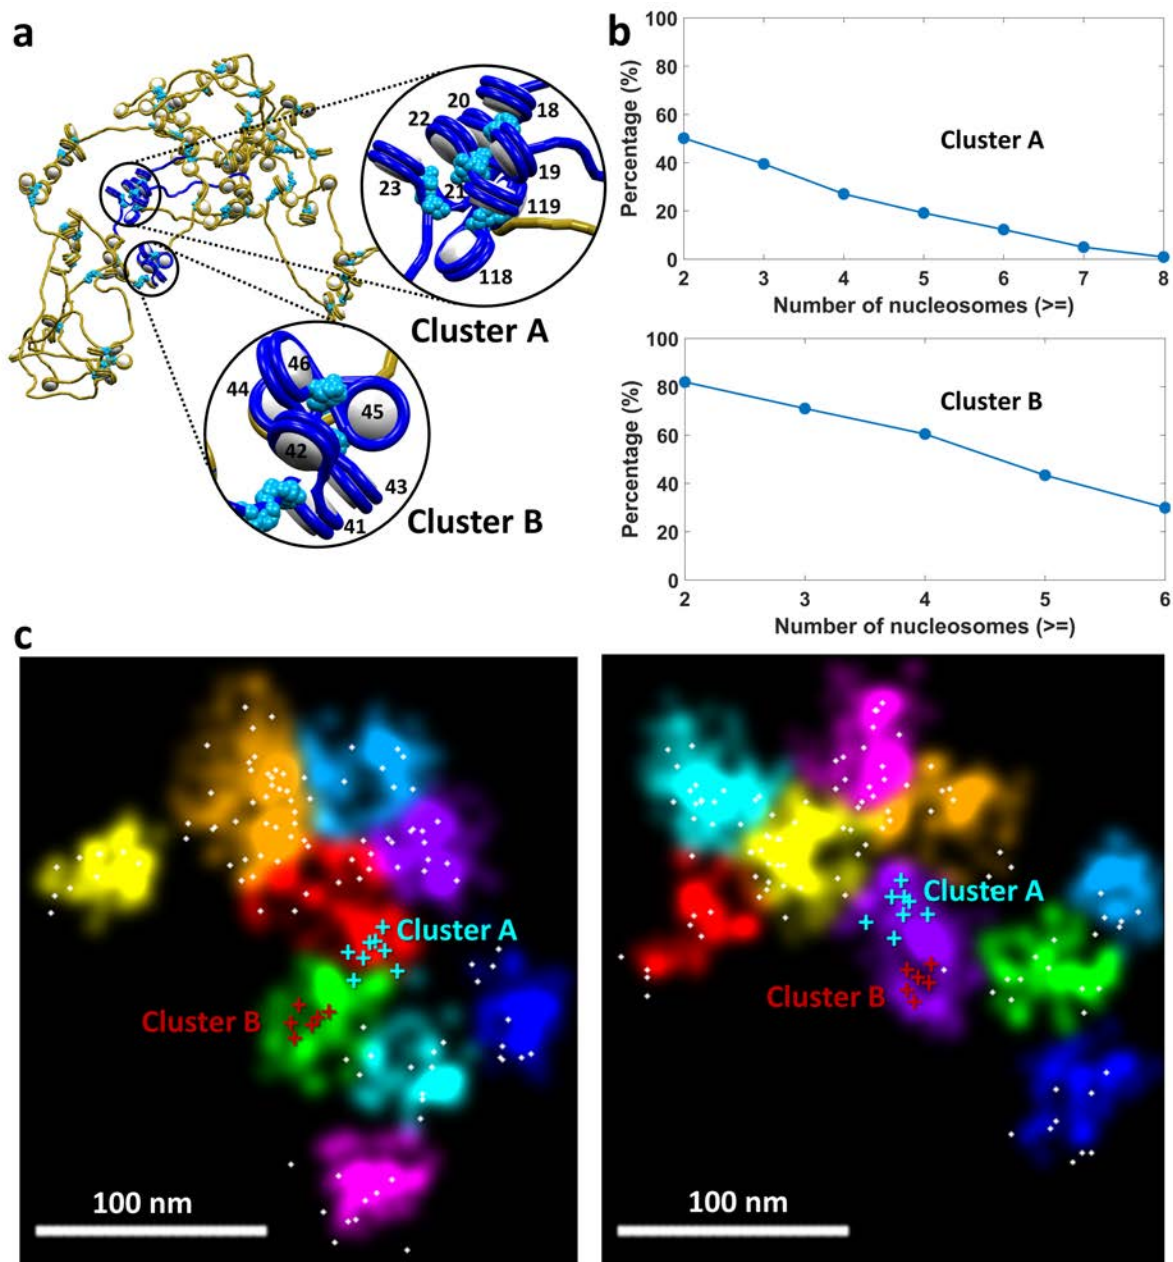 a
20
18
22
23
21
19
119
118
Cluster A
46
44
45
42
43
41
Cluster B
b
100
80
60
40
20
0
Percentage (%)
Cluster A
2 3 4 5 6 7 8
Number of nucleosomes (>=)
100
80
60
40
20
0
Percentage (%)
Cluster B
2 3 4 5 6
Number of nucleosomes (>=)
c
Cluster A
Cluster B
100 nm
Cluster A
Cluster B
100 nm